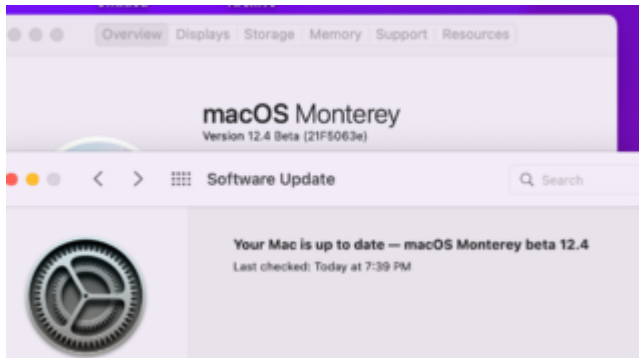 Overview Displays Storage Memory Support Resources
macOS Monterey
Version 12.4 Beta (21F5063e)
Software Update
Search
Your Mac is up to date — macOS Monterey beta 12.4
Last checked: Today at 7:39 PM